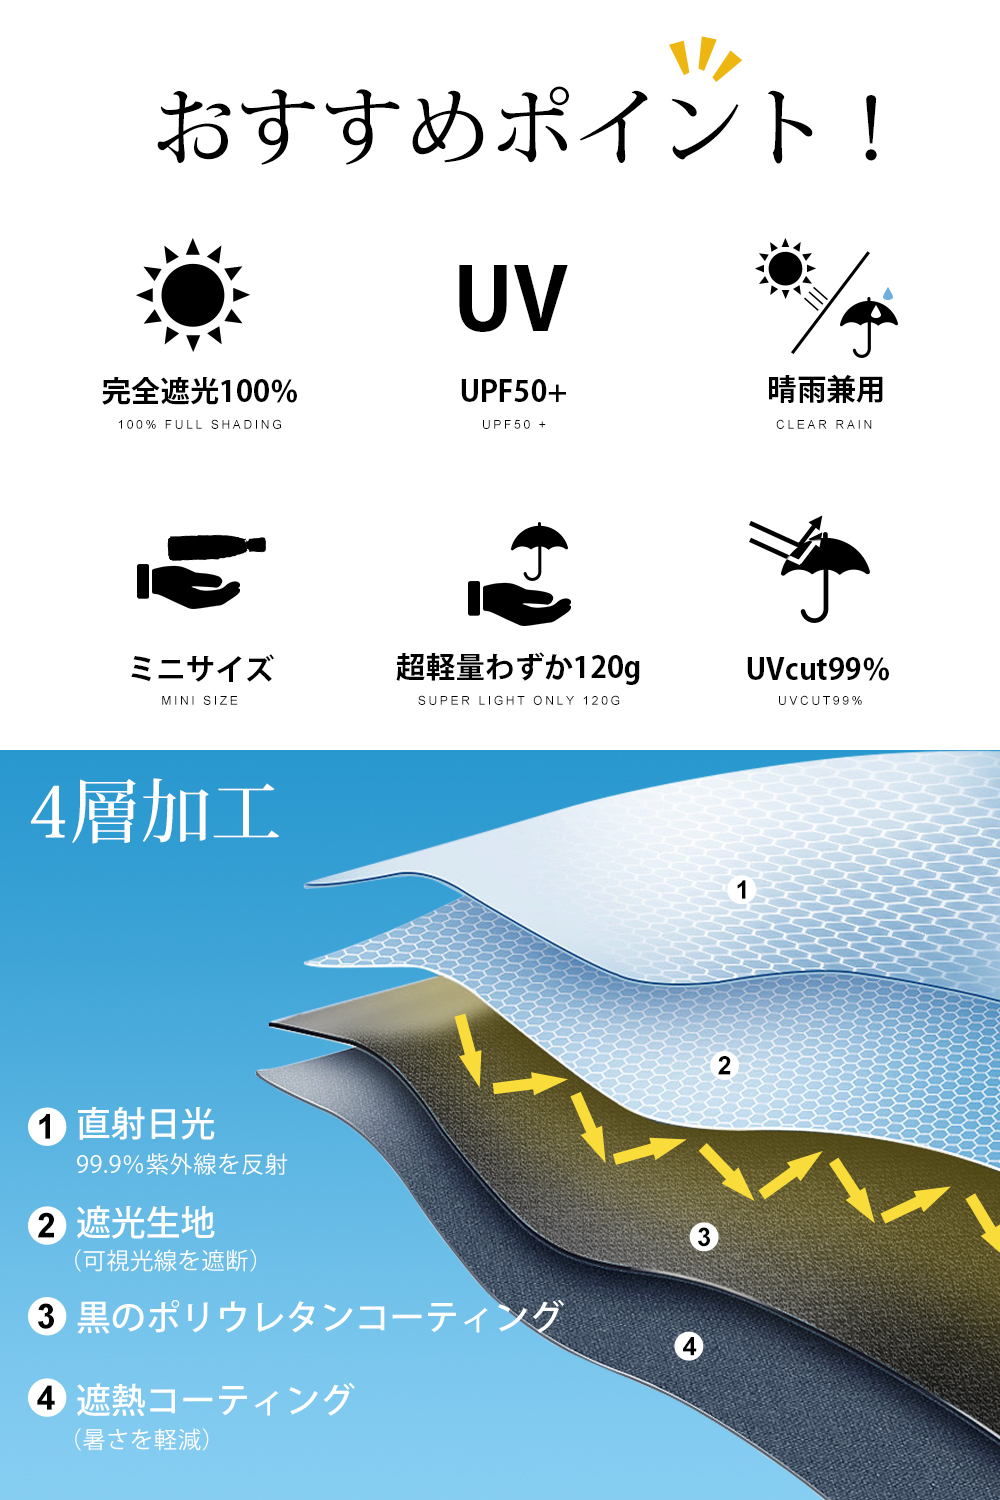 おすすめポイント！
UV
完全遮光100%
100% FULL SHADING
UPF50+
UPF50 +
晴雨兼用
CLEAR RAIN
ミニサイズ
MINI SIZE
超軽量わずか120g
SUPER LIGHT ONLY 120G
UVcut99%
UVCUT99%
4層加工
1
2
3
4
1 直射日光
99.9%紫外線を反射
2 遮光生地
（可視光線を遮断）
3 黒のポリウレタンコーティング
4 遮熱コーティング
（暑さを軽減）